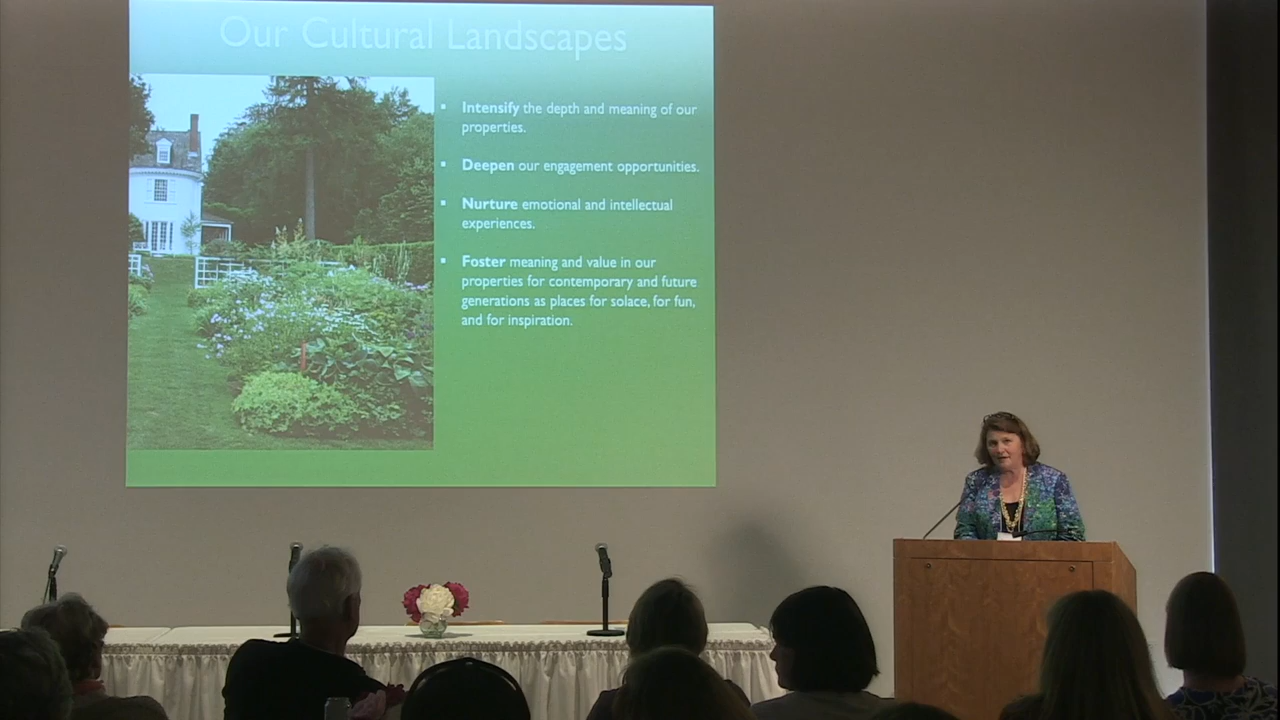 Our Cultural Landscapes
▪ Intensify the depth and meaning of our
properties.
▪ Deepen our engagement opportunities.
▪ Nurture emotional and intellectual
experiences.
▪ Foster meaning and value in our
properties for contemporary and future
generations as places for solace, for fun,
and for inspiration.